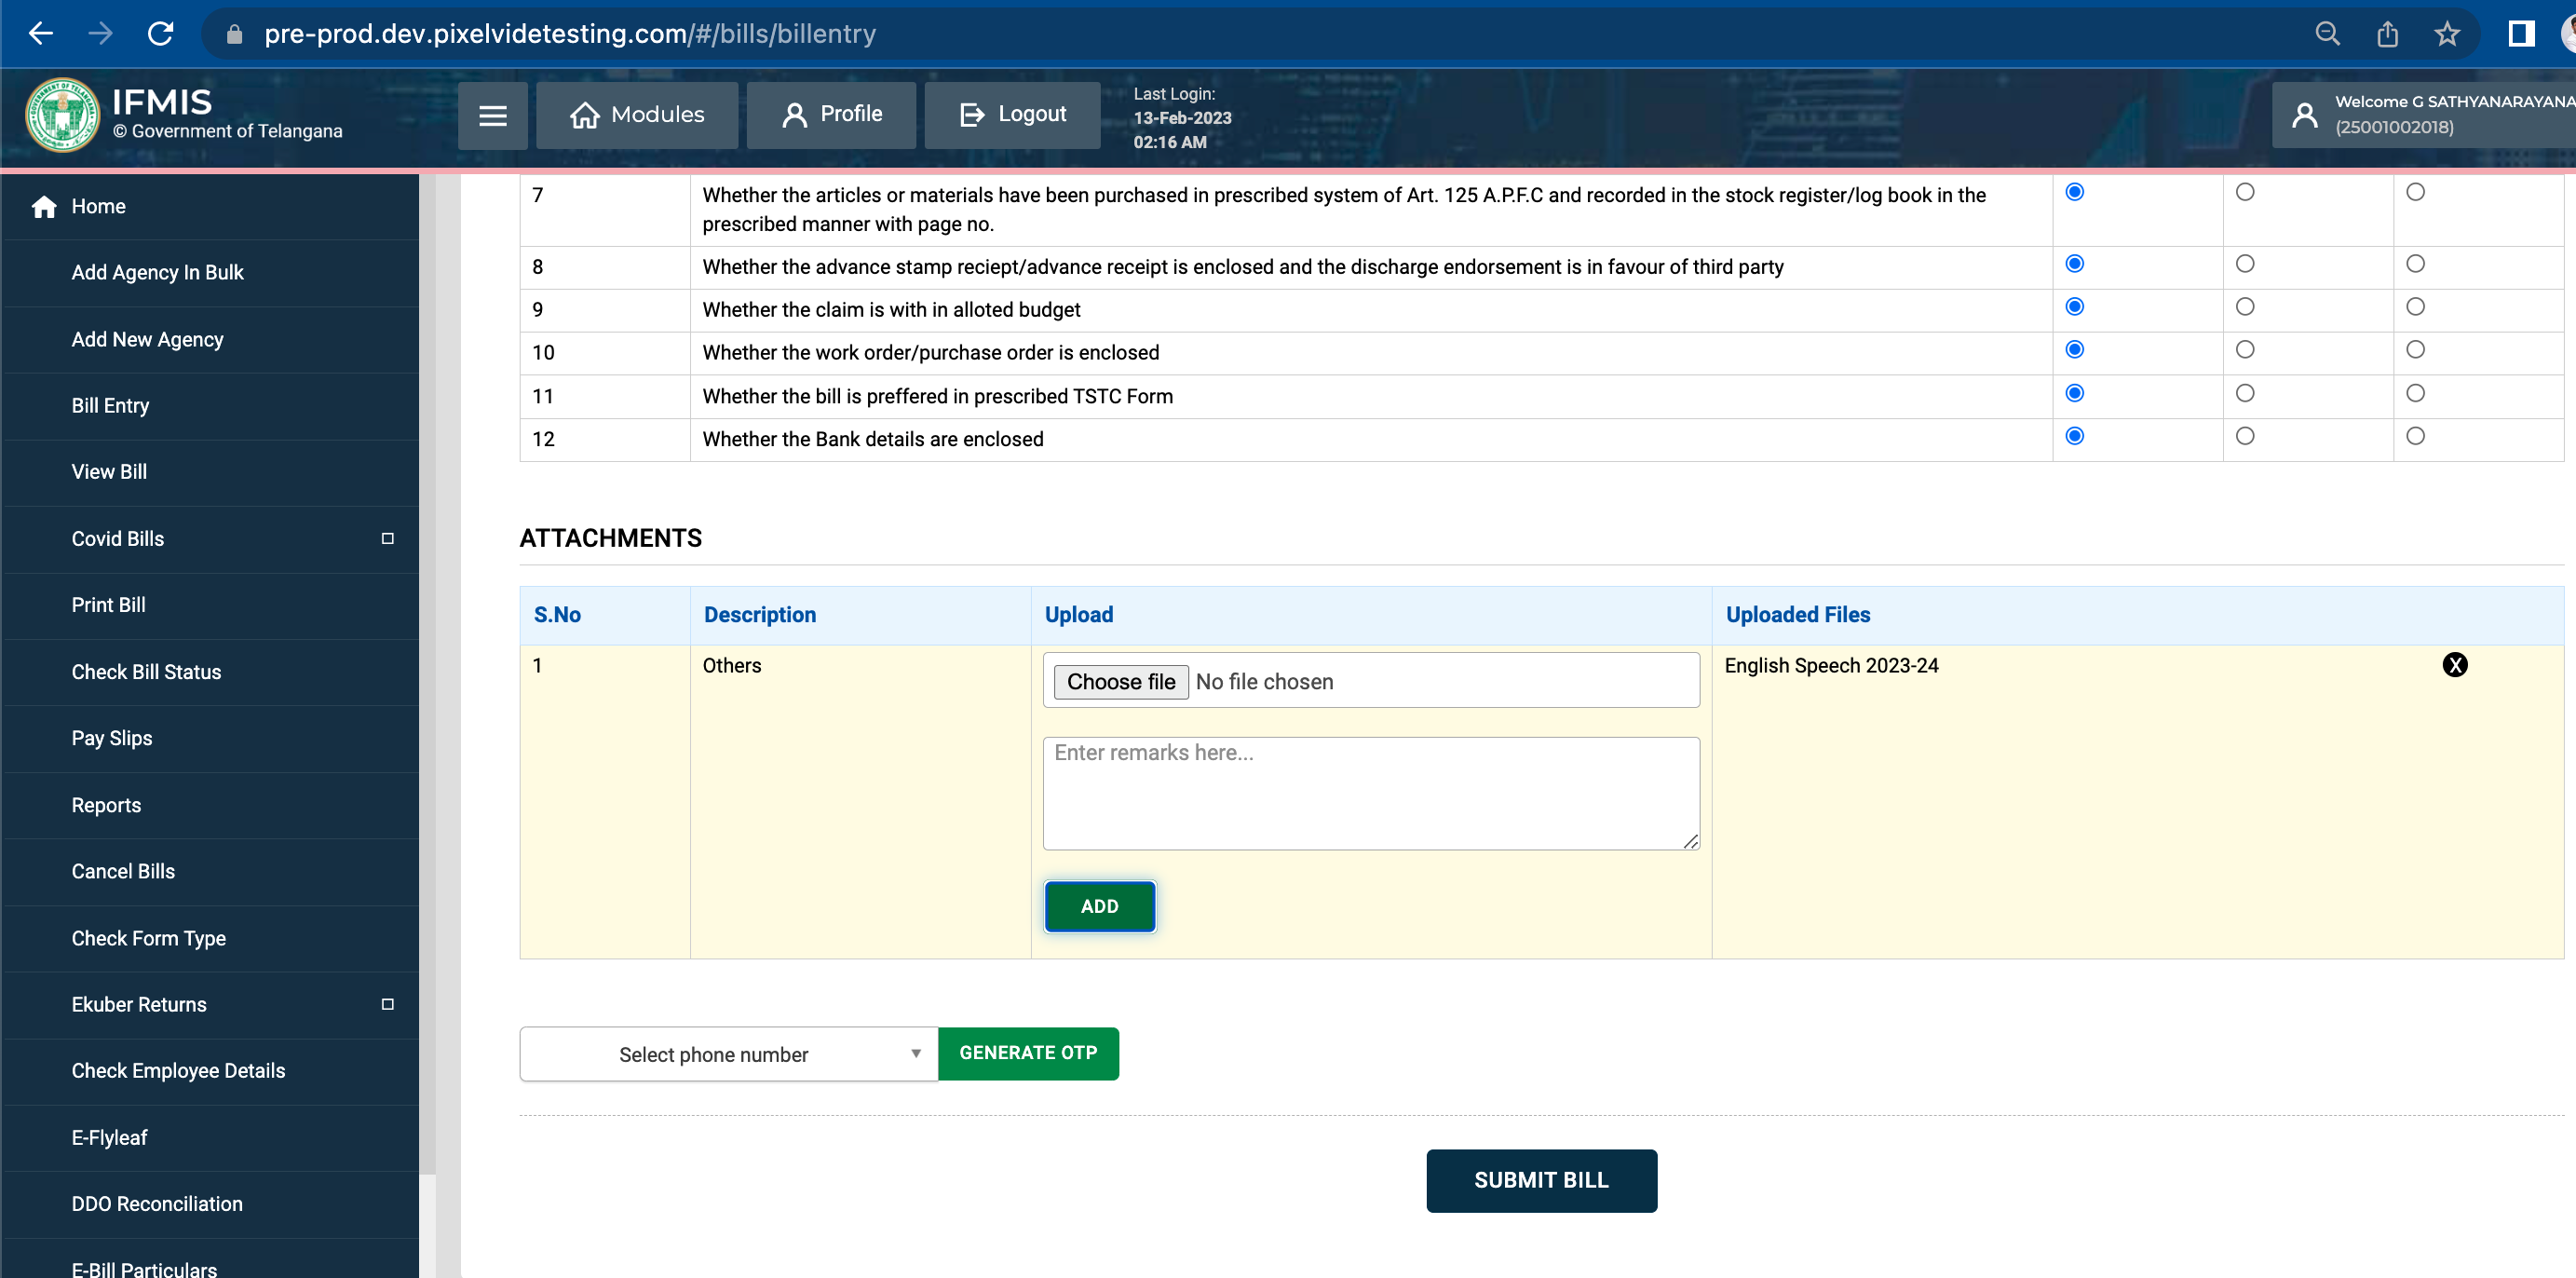 pre-prod.dev.pixelvidetesting.com/#/bills/billentry
IFMIS
© Government of Telangana
Modules
Profile
Logout
Last Login:
13-Feb-2023
02:16 AM
Welcome G SATHYANARAYANA
(25001002018)
Home
Add Agency In Bulk
Add New Agency
Bill Entry
View Bill
Covid Bills
Print Bill
Check Bill Status
Pay Slips
Reports
Cancel Bills
Check Form Type
Ekuber Returns
Check Employee Details
E-Flyleaf
DDO Reconciliation
E-Bill Particulars
7 Whether the articles or materials have been purchased in prescribed system of Art. 125 A.P.F.C and recorded in the stock register/log book in the
prescribed manner with page no.
8 Whether the advance stamp reciept/advance receipt is enclosed and the discharge endorsement is in favour of third party
9 Whether the claim is with in alloted budget
10 Whether the work order/purchase order is enclosed
11 Whether the bill is preffered in prescribed TSTC Form
12 Whether the Bank details are enclosed
ATTACHMENTS
S.No Description Upload Uploaded Files
1 Others Choose file No file chosen English Speech 2023-24 X
Enter remarks here...
ADD
Select phone number GENERATE OTP
SUBMIT BILL